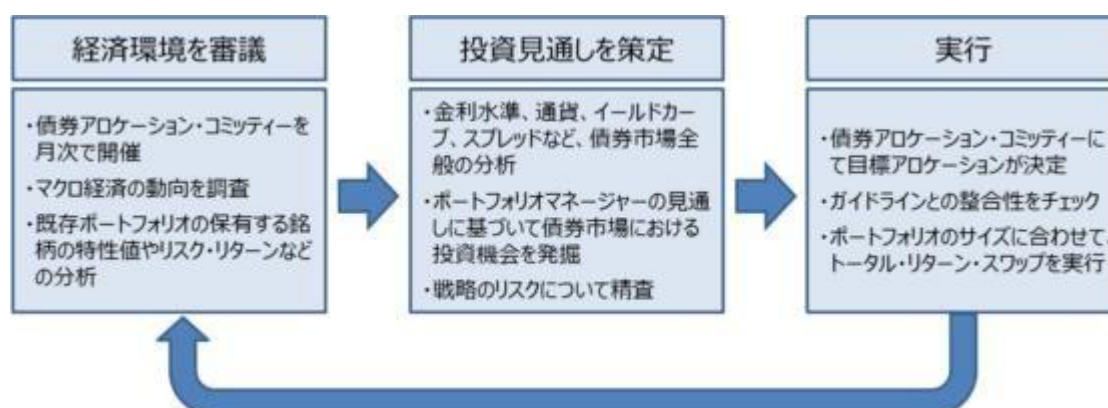 経済環境を審議
・債券アロケーション・コミッティーを
月次で開催
・マクロ経済の動向を調査
・既存ポートフォリオの保有する銘
柄の特性値やリスク・リターンなど
の分析
投資見通しを策定
・金利水準、通貨、イールドカー
ブ、スプレッドなど、債券市場全
般の分析
・ポートフォリオマネージャーの見通
しに基づいて債券市場における
投資機会を発掘
・戦略のリスクについて精査
実行
・債券アロケーション・コミッティーに
て目標アロケーションが決定
・ガイドラインとの整合性をチェック
・ポートフォリオのサイズに合わせて
トータル・リターン・スワップを実行